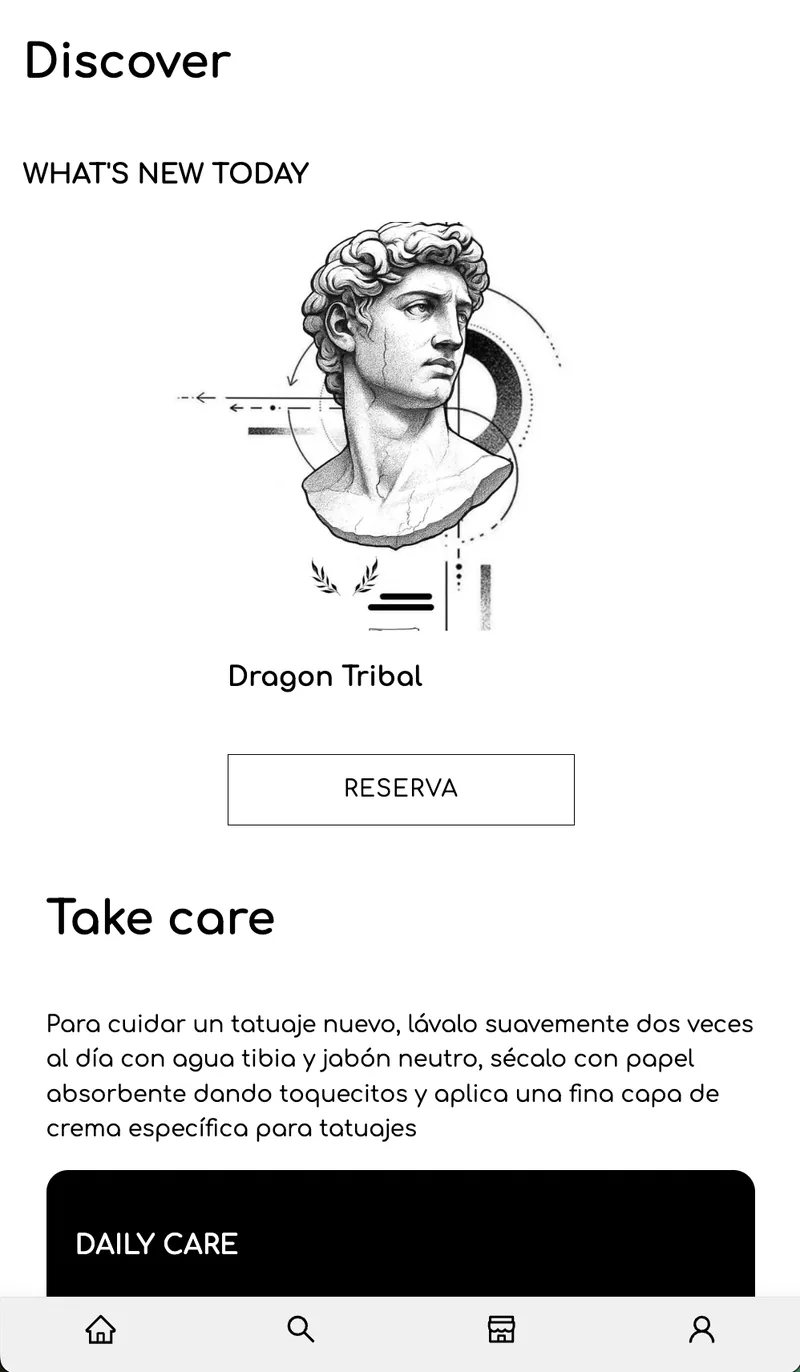 Discover
WHAT'S NEW TODAY
Dragon Tribal
RESERVA
Take care
Para cuidar un tatuaje nuevo, lávalo suavemente dos veces
al día con agua tibia y jabón neutro, sécalo con papel
absorbente dando toquecitos y aplica una fina capa de
crema específica para tatuajes
DAILY CARE